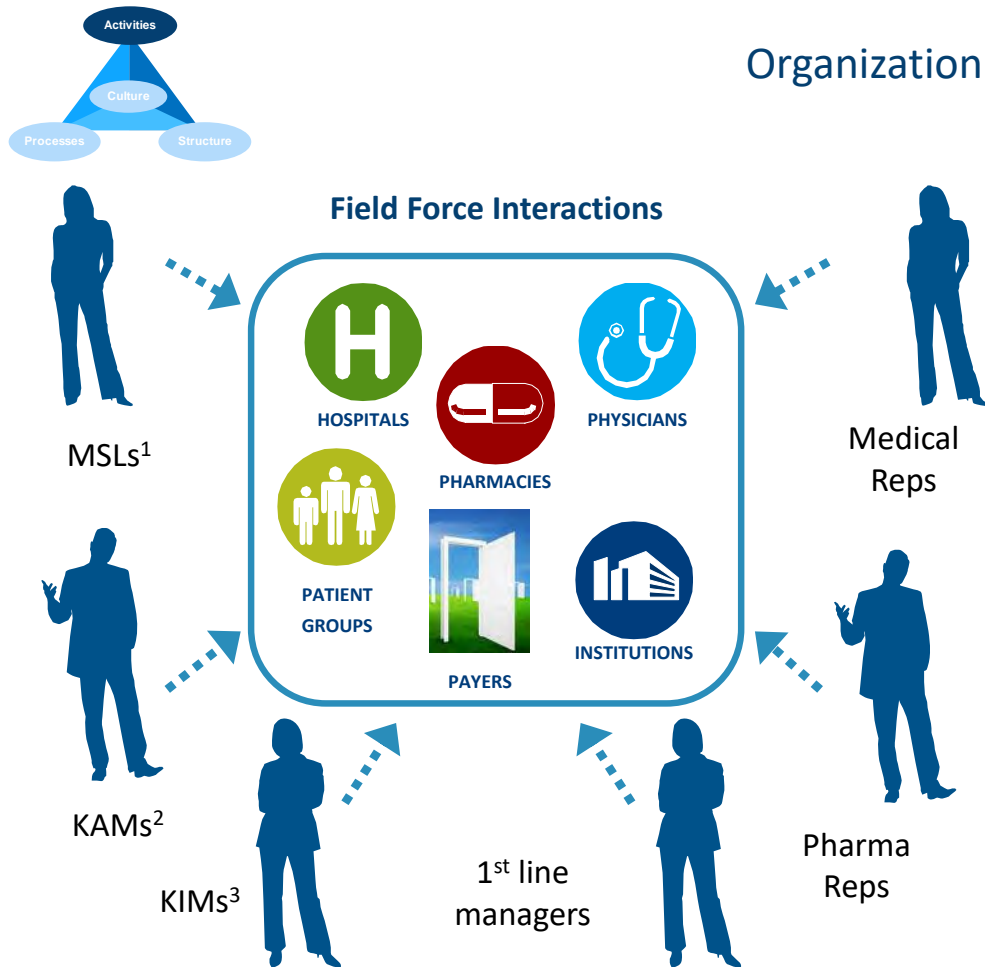 Activities
Organization
Culture
Processes
Structure
Field Force Interactions
HOSPITALS
PHYSICIANS
PHARMACIES
MSLs1
Medical
Reps
PATIENT
GROUPS
INSTITUTIONS
PAYERS
KAMs2
Pharma
Reps
KIMs3
1st line
managers